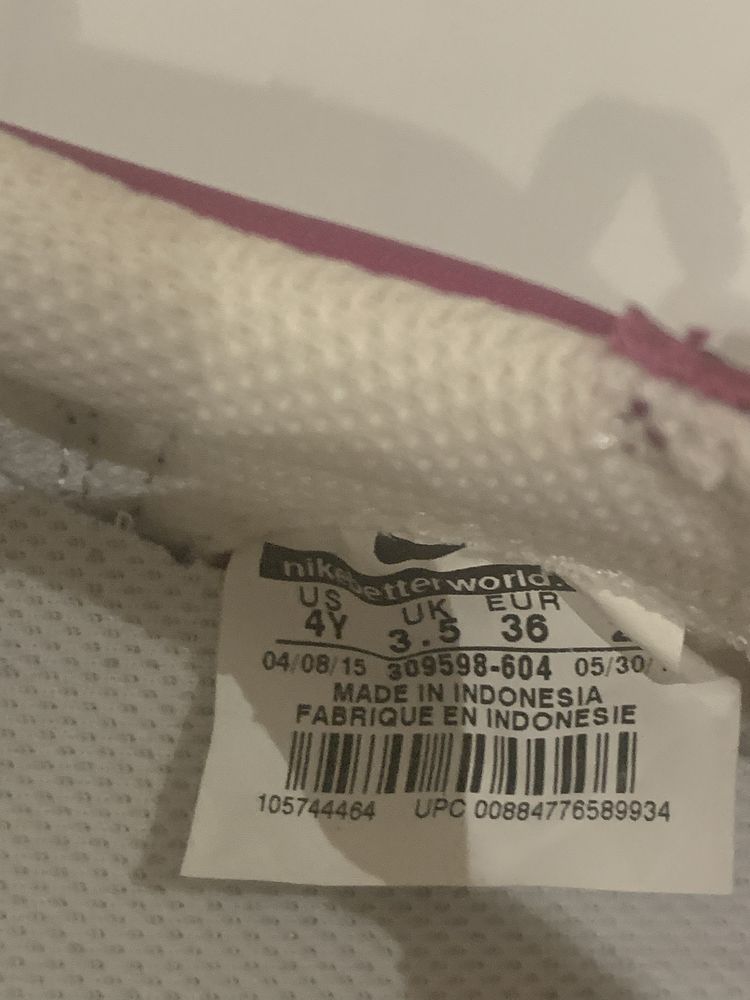 nikebetterworld.
US UK EUR
4Y 3.5 36
04/08/15 309598-604 05/30/
MADE IN INDONESIA
FABRIQUE EN INDONESIE
105744464 UPC 00884776589934